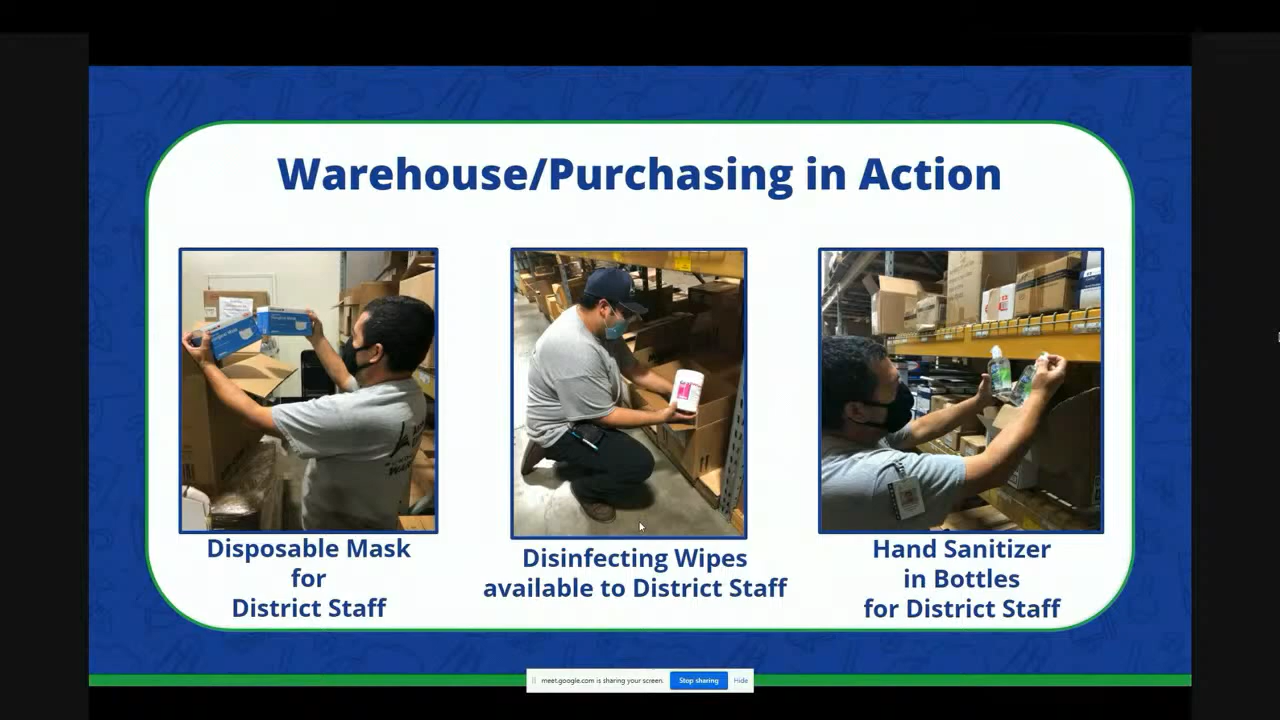 Warehouse/Purchasing in Action
Disposable Mask
for
District Staff
Disinfecting Wipes
available to District Staff
Hand Sanitizer
in Bottles
for District Staff
meet.google.com is sharing your screen.
Stop sharing
Hide